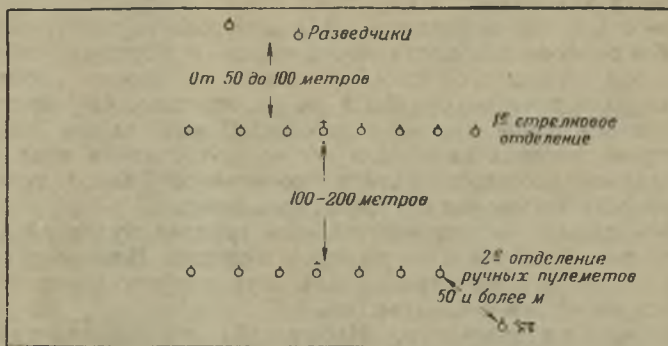 Разведчики
От 50 до 100 метров
1е стрелковое
отделение
100-200 метров
2е отделение
ручных пулеметов
50 и более м